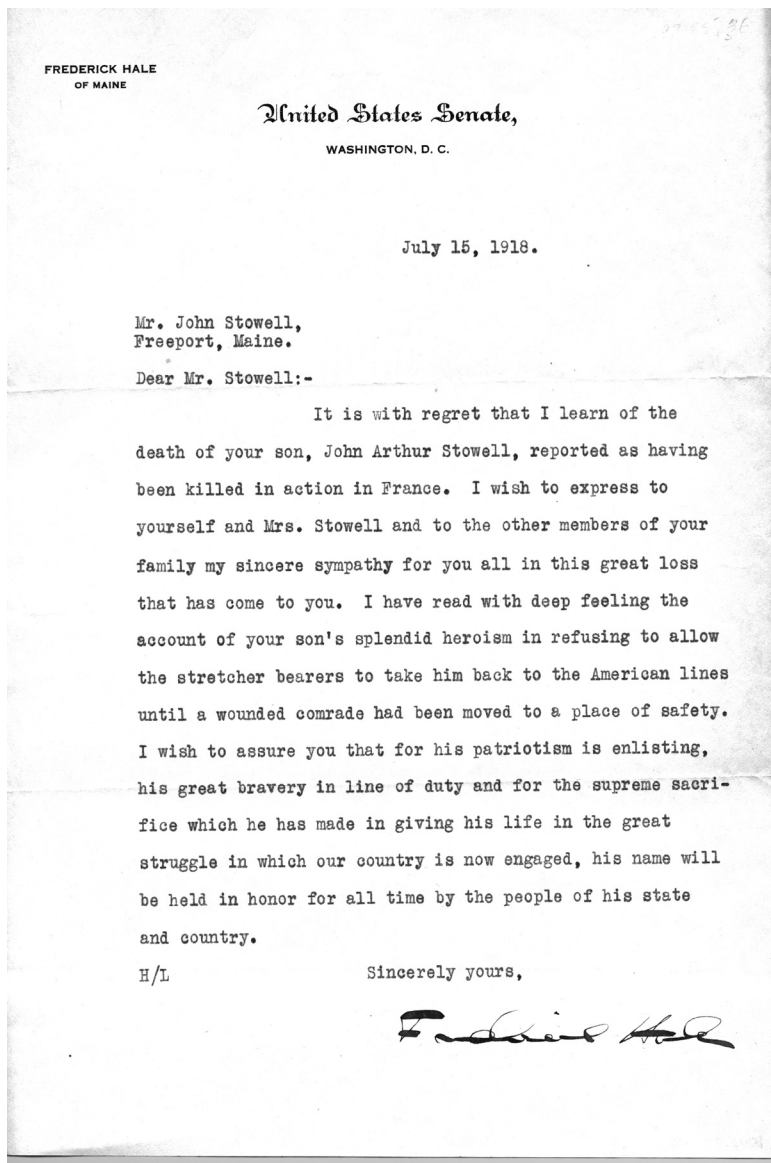 FREDERICK HALE
OF MAINE
United States Senate,
WASHINGTON, D. C.
July 15, 1918.
Mr. John Stowell,
Freeport, Maine.
Dear Mr. Stowell:-
It is with regret that I learn of the
death of your son, John Arthur Stowell, reported as having
been killed in action in France. I wish to express to
yourself and Mrs. Stowell and to the other members of your
family my sincere sympathy for you all in this great loss
that has come to you. I have read with deep feeling the
account of your son's splendid heroism in refusing to allow
the stretcher bearers to take him back to the American lines
until a wounded comrade had been moved to a place of safety.
I wish to assure you that for his patriotism is enlisting,
his great bravery in line of duty and for the supreme sacri-
fice which he has made in giving his life in the great
struggle in which our country is now engaged, his name will
be held in honor for all time by the people of his state
and country.
H/L Sincerely yours,
Frederick Hale